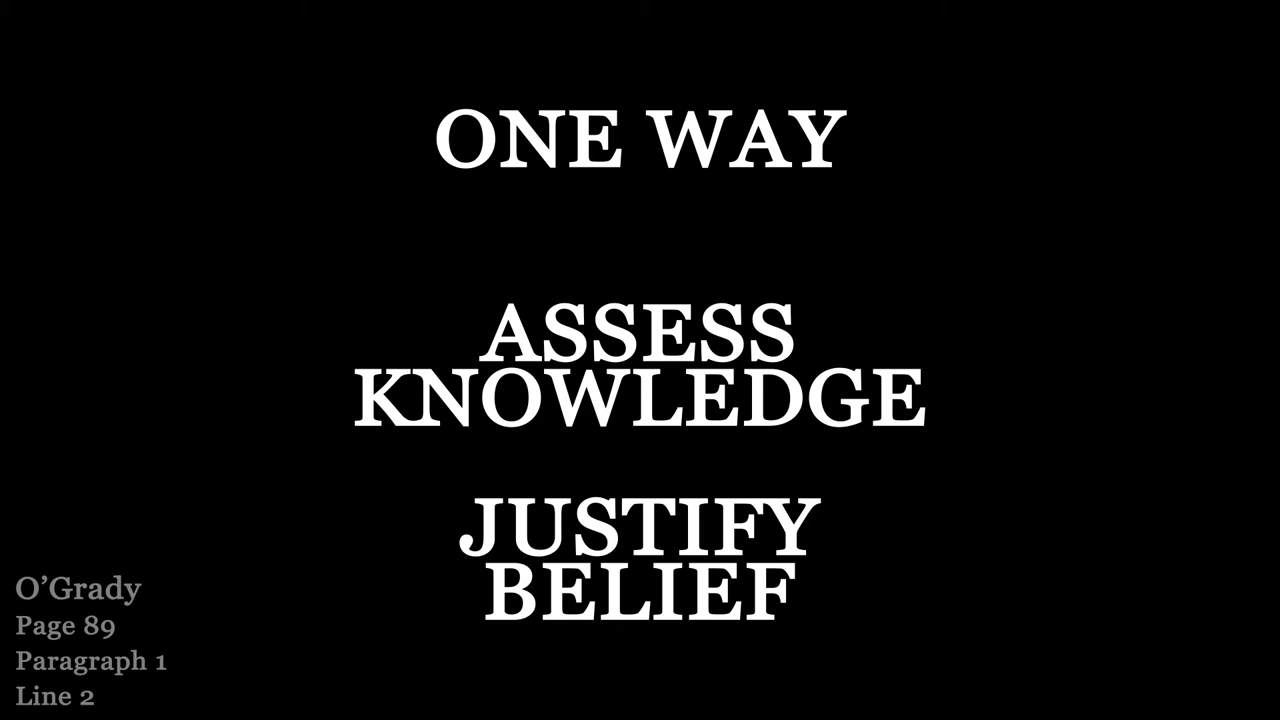 ONE WAY
ASSESS
KNOWLEDGE
JUSTIFY
BELIEF
O’Grady
Page 89
Paragraph 1
Line 2